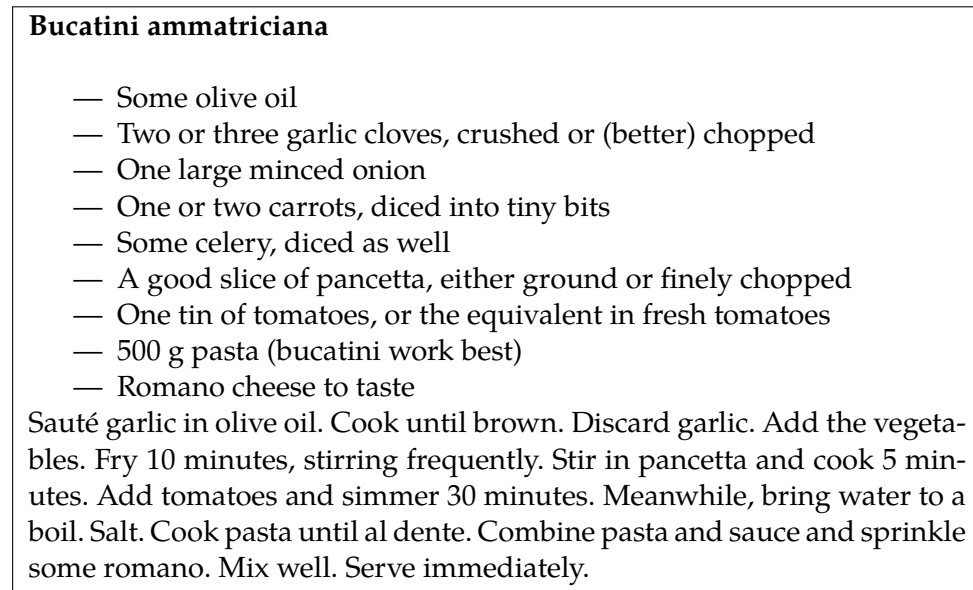 Bucatini ammatriciana
— Some olive oil
— Two or three garlic cloves, crushed or (better) chopped
— One large minced onion
— One or two carrots, diced into tiny bits
— Some celery, diced as well
— A good slice of pancetta, either ground or finely chopped
— One tin of tomatoes, or the equivalent in fresh tomatoes
— 500 g pasta (bucatini work best)
— Romano cheese to taste
Sauté garlic in olive oil. Cook until brown. Discard garlic. Add the vegeta-
bles. Fry 10 minutes, stirring frequently. Stir in pancetta and cook 5 min-
utes. Add tomatoes and simmer 30 minutes. Meanwhile, bring water to a
boil. Salt. Cook pasta until al dente. Combine pasta and sauce and sprinkle
some romano. Mix well. Serve immediately.